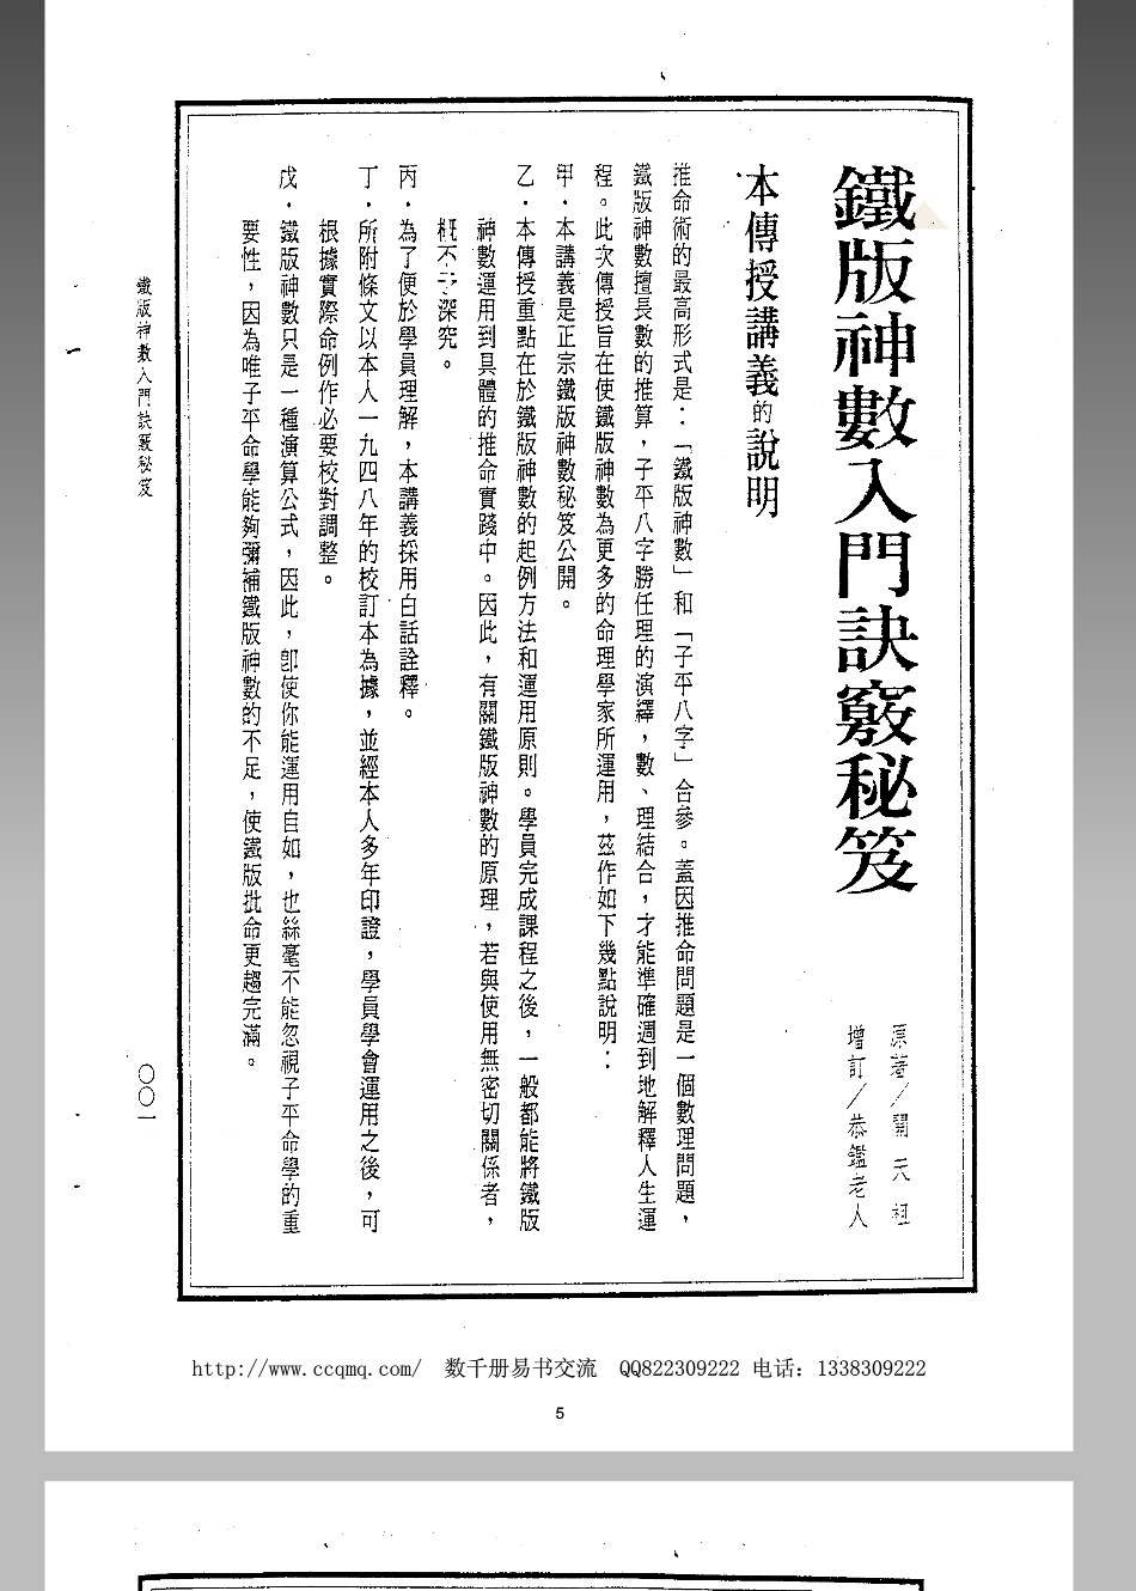 鐵版神數入門訣竅秘笈
原著／開天祖
增訂／恭鑑老人
本傳授講義的說明
推命術的最高形式是：「鐵版神數」和「子平八字」合參。蓋因推命問題是一個數理問題，
鐵版神數擅長數的推算，子平八字勝任理的演繹，數、理結合，才能準確週到地解釋人生運
程。此次傳授旨在使鐵版神數為更多的命理學家所運用，茲作如下幾點說明：
甲．本講義是正宗鐵版神數秘笈公開。
乙．本傳授重點在於鐵版神數的起例方法和運用原則。學員完成課程之後，一般都能將鐵版
神數運用到具體的推命實踐中。因此，有關鐵版神數的原理，若與使用無密切關係者，
概不予深究。
丙．為了便於學員理解，本講義採用白話詮釋。
丁．所附條文以本人一九四八年的校訂本為據，並經本人多年印證，學員學會運用之後，可
根據實際命例作必要校對調整。
戊．鐵版神數只是一種演算公式，因此，卽使你能運用自如，也絲毫不能忽視子平命學的重
要性，因為唯子平命學能夠彌補鐵版神數的不足，使鐵版批命更趨完滿。
鐵版神數入門訣竅秘笈
〇〇一
http://www.ccqmq.com/ 数千册易书交流 QQ822309222 电话：1338309222
5